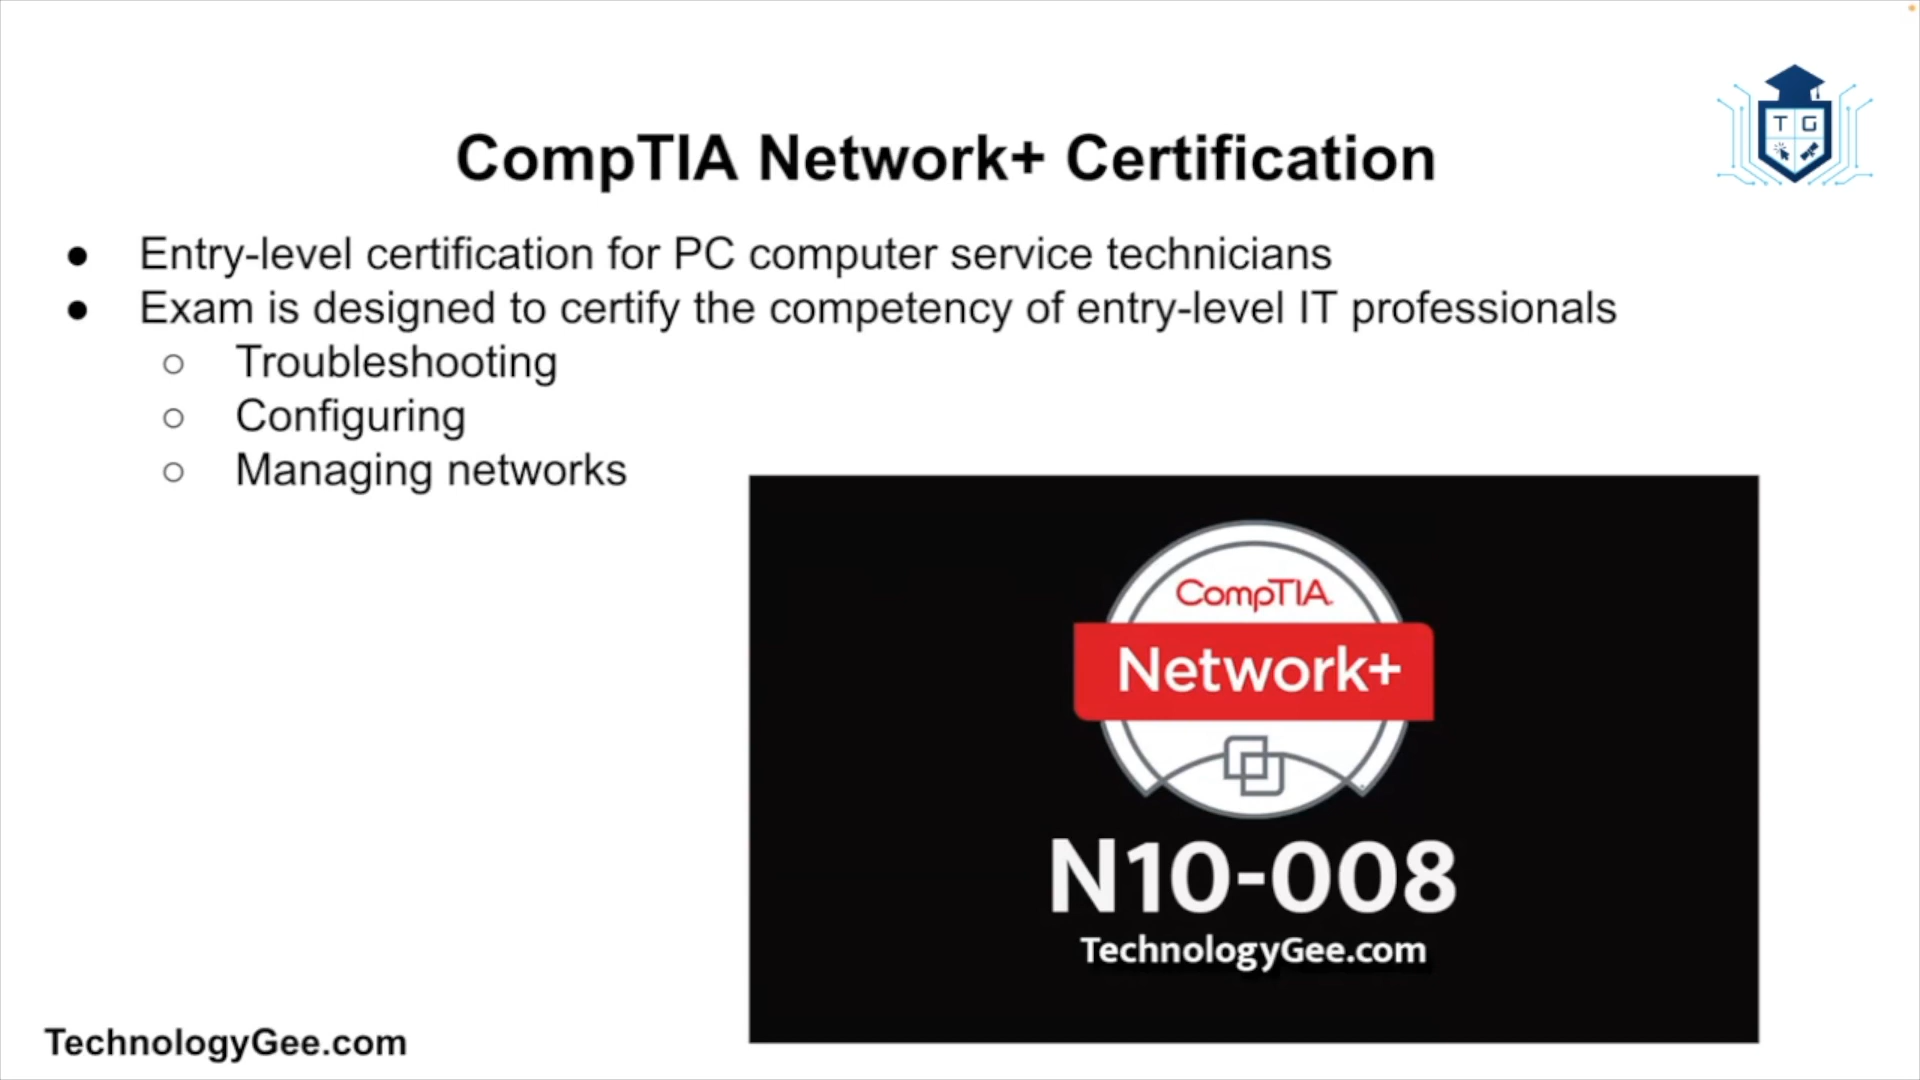 T G
CompTIA Network+ Certification
● Entry-level certification for PC computer service technicians
● Exam is designed to certify the competency of entry-level IT professionals
○ Troubleshooting
○ Configuring
○ Managing networks
CompTIA.
Network+
N10-008
TechnologyGee.com
TechnologyGee.com